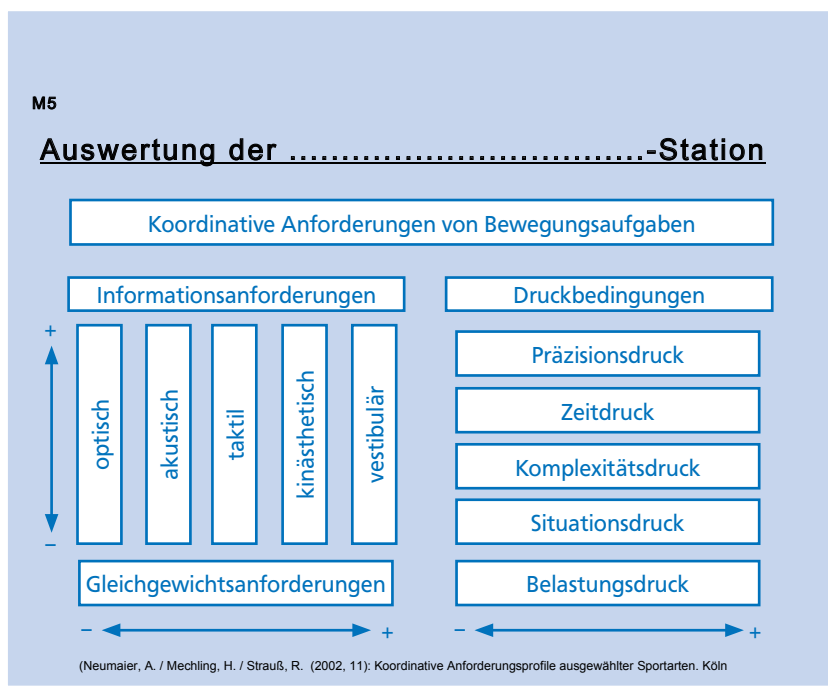 M5
Auswertung der ..................................-Station
Koordinative Anforderungen von Bewegungsaufgaben
Informationsanforderungen
Druckbedingungen
+
optisch
akustisch
taktil
kinästhetisch
vestibulär
–
Präzisionsdruck
Zeitdruck
Komplexitätsdruck
Situationsdruck
Gleichgewichtsanforderungen
Belastungsdruck
– +
– +
(Neumaier, A. / Mechling, H. / Strauß, R. (2002, 11): Koordinative Anforderungsprofile ausgewählter Sportarten. Köln